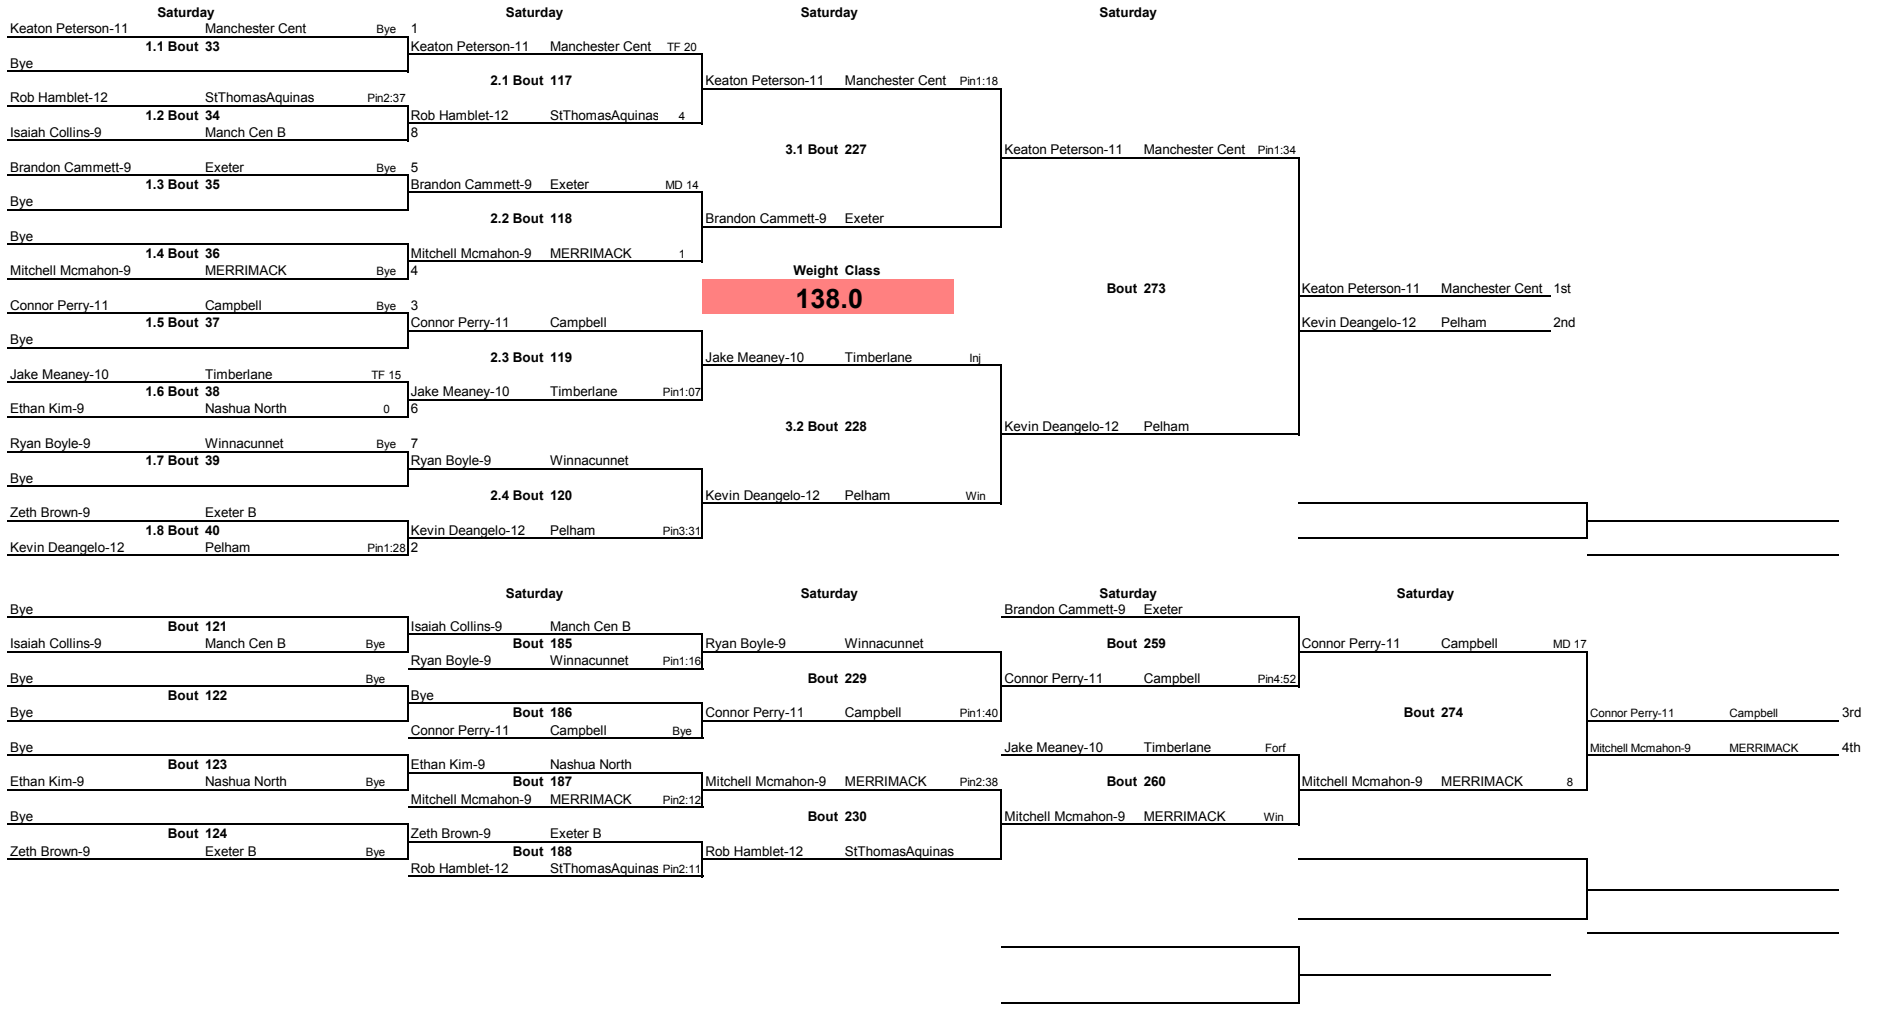 Saturday Saturday Saturday Saturday
Keaton Peterson-11 Manchester Cent Bye 1
1.1 Bout 33 Keaton Peterson-11 Manchester Cent TF 20
Bye
2.1 Bout 117 Keaton Peterson-11 Manchester Cent Pin1:18
Rob Hamblet-12 StThomasAquinas Pin2:37
1.2 Bout 34 Rob Hamblet-12 StThomasAquinas 4
Isaiah Collins-9 Manch Cen B 8
3.1 Bout 227 Keaton Peterson-11 Manchester Cent Pin1:34
Brandon Cammett-9 Exeter Bye 5
1.3 Bout 35 Brandon Cammett-9 Exeter MD 14
Bye
2.2 Bout 118 Brandon Cammett-9 Exeter
Bye
1.4 Bout 36 Mitchell Mcmahon-9 MERRIMACK 1
Mitchell Mcmahon-9 MERRIMACK Bye 4 Weight Class
138.0 Bout 273 Keaton Peterson-11 Manchester Cent 1st
Connor Perry-11 Campbell Bye 3
1.5 Bout 37 Connor Perry-11 Campbell Kevin Deangelo-12 Pelham 2nd
Bye
2.3 Bout 119 Jake Meaney-10 Timberlane Inj
Jake Meaney-10 Timberlane TF 15
1.6 Bout 38 Jake Meaney-10 Timberlane Pin1:07
Ethan Kim-9 Nashua North 0 6
3.2 Bout 228 Kevin Deangelo-12 Pelham
Ryan Boyle-9 Winnacunnet Bye 7
1.7 Bout 39 Ryan Boyle-9 Winnacunnet
Bye
2.4 Bout 120 Kevin Deangelo-12 Pelham Win
Zeth Brown-9 Exeter B
1.8 Bout 40 Kevin Deangelo-12 Pelham Pin3:31
Kevin Deangelo-12 Pelham Pin1:28 2
Saturday Saturday Saturday Saturday
Bye Brandon Cammett-9 Exeter
Bout 121 Isaiah Collins-9 Manch Cen B
Isaiah Collins-9 Manch Cen B Bye Bout 185 Ryan Boyle-9 Winnacunnet Bout 259 Connor Perry-11 Campbell MD 17
Ryan Boyle-9 Winnacunnet Pin1:16
Bye Bye Bout 229 Connor Perry-11 Campbell Pin4:52
Bout 122 Bye
Bye Bout 186 Connor Perry-11 Campbell Pin1:40 Bout 274 Connor Perry-11 Campbell 3rd
Connor Perry-11 Campbell Bye
Bye Jake Meaney-10 Timberlane Forf Mitchell Mcmahon-9 MERRIMACK 4th
Bout 123 Ethan Kim-9 Nashua North
Ethan Kim-9 Nashua North Bye Bout 187 Mitchell Mcmahon-9 MERRIMACK Pin2:38 Bout 260 Mitchell Mcmahon-9 MERRIMACK 8
Mitchell Mcmahon-9 MERRIMACK Pin2:12
Bye Bout 230 Mitchell Mcmahon-9 MERRIMACK Win
Bout 124 Zeth Brown-9 Exeter B
Zeth Brown-9 Exeter B Bye Bout 188 Rob Hamblet-12 StThomasAquinas
Rob Hamblet-12 StThomasAquinas Pin2:11